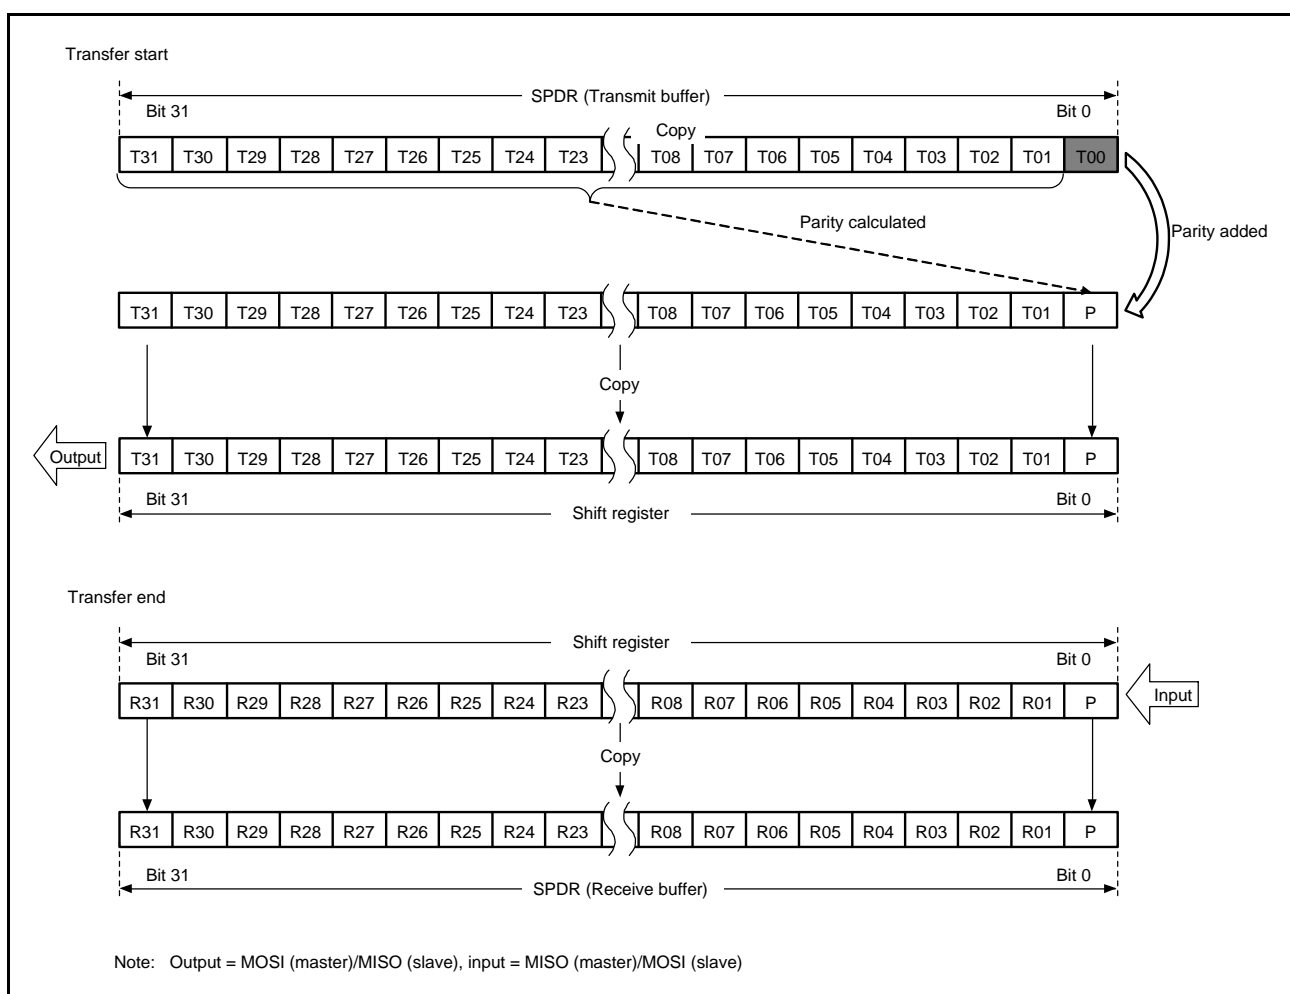 Transfer start
SPDR (Transmit buffer)
Bit 31 Bit 0
Copy
T31 T30 T29 T28 T27 T26 T25 T24 T23 T08 T07 T06 T05 T04 T03 T02 T01 T00
Parity calculated
Parity added
T31 T30 T29 T28 T27 T26 T25 T24 T23 T08 T07 T06 T05 T04 T03 T02 T01 P
Copy
Output T31 T30 T29 T28 T27 T26 T25 T24 T23 T08 T07 T06 T05 T04 T03 T02 T01 P
Bit 31 Bit 0
Shift register
Transfer end
Shift register
Bit 31 Bit 0
R31 R30 R29 R28 R27 R26 R25 R24 R23 R08 R07 R06 R05 R04 R03 R02 R01 P Input
Copy
R31 R30 R29 R28 R27 R26 R25 R24 R23 R08 R07 R06 R05 R04 R03 R02 R01 P
Bit 31 Bit 0
SPDR (Receive buffer)
Note: Output = MOSI (master)/MISO (slave), input = MISO (master)/MOSI (slave)